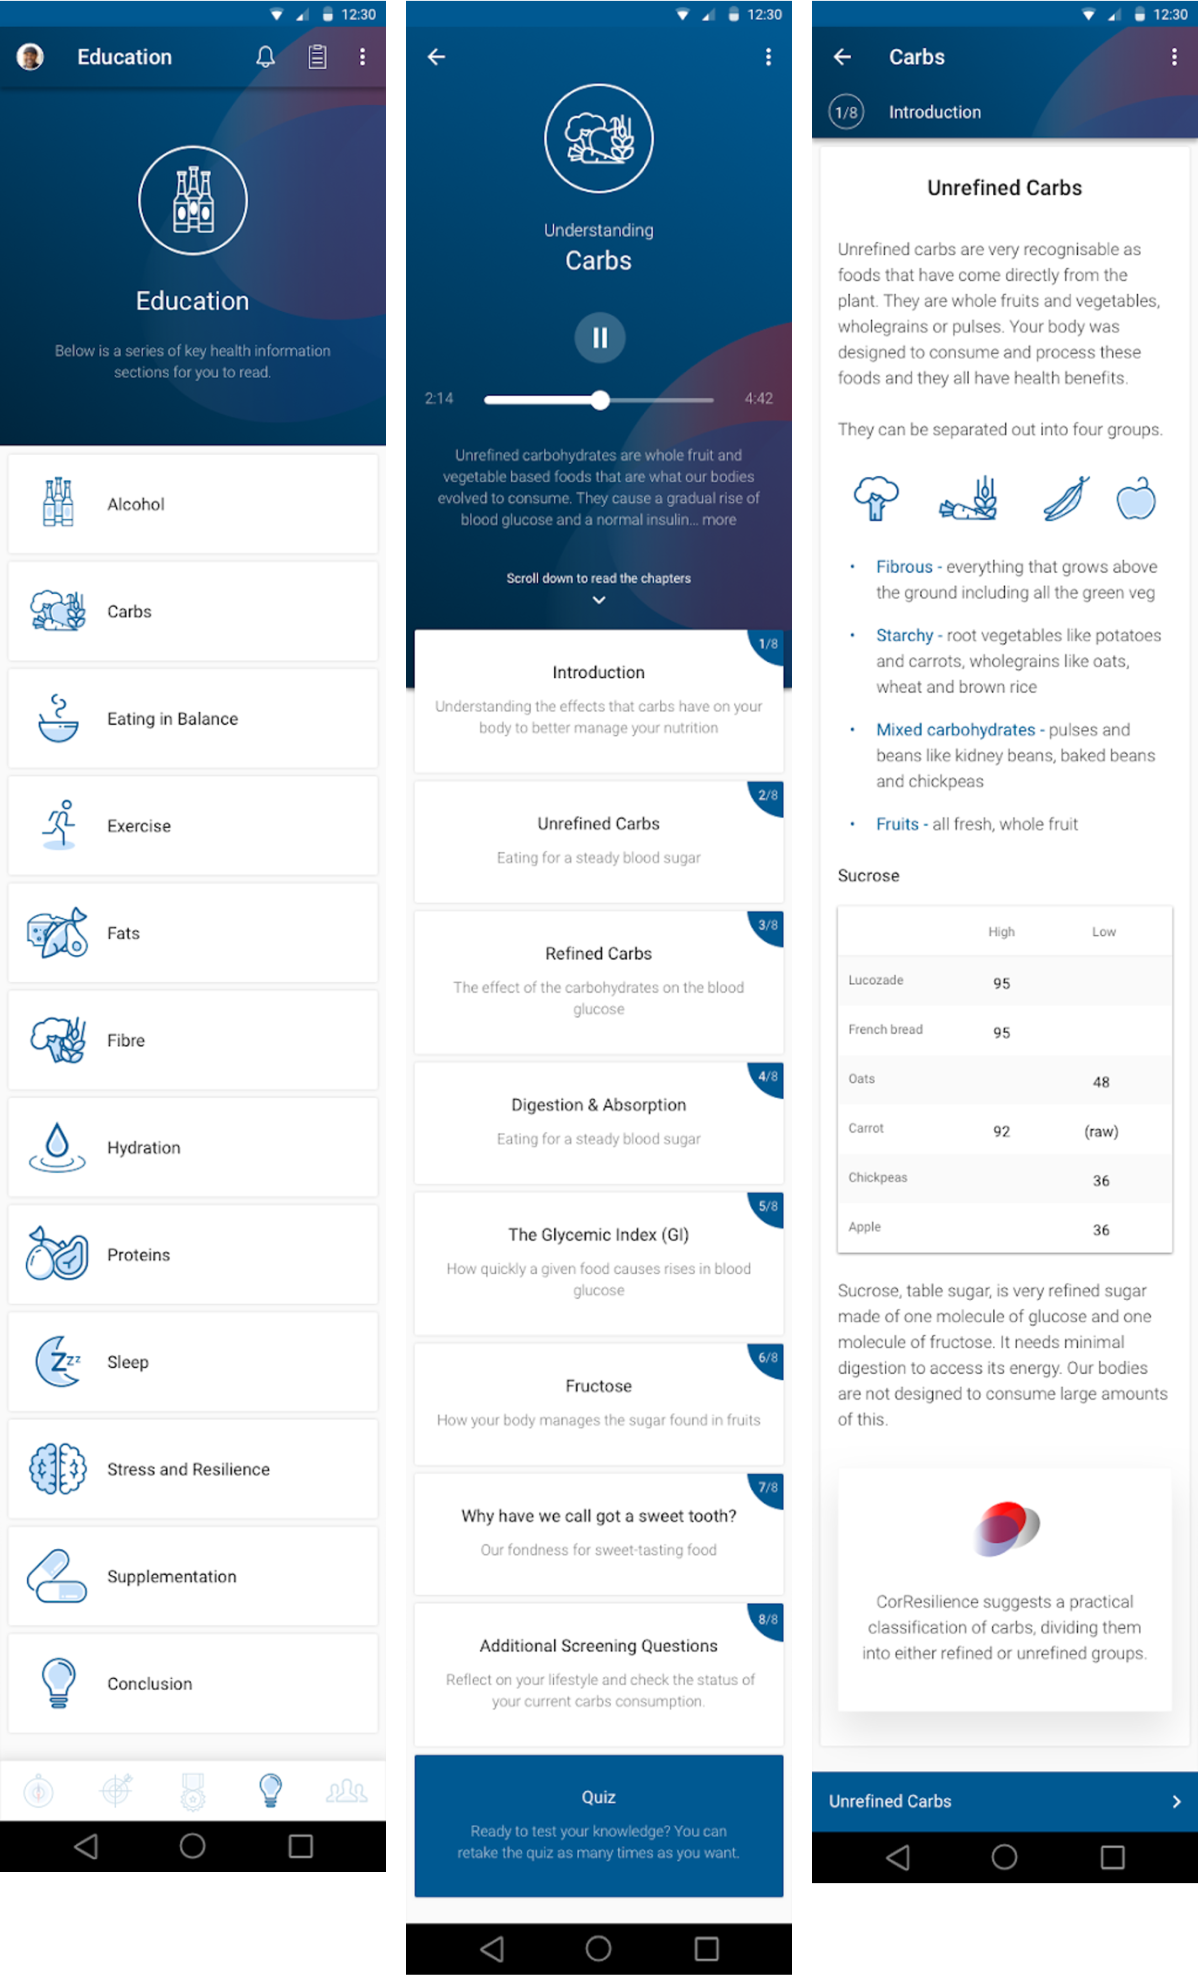 12:30
Education
Education
Below is a series of key health information
sections for you to read.
Alcohol
Carbs
Eating in Balance
Exercise
Fats
Fibre
Hydration
Proteins
Zzz
Sleep
Stress and Resilience
Supplementation
Conclusion
12:30
Understanding
Carbs
2:14
4:42
Unrefined carbohydrates are whole fruit and
vegetable based foods that are what our bodies
evolved to consume. They cause a gradual rise of
blood glucose and a normal insulin... more
Scroll down to read the chapters
1/8
Introduction
Understanding the effects that carbs have on your
body to better manage your nutrition
2/8
Unrefined Carbs
Eating for a steady blood sugar
3/8
Refined Carbs
The effect of the carbohydrates on the blood
glucose
4/8
Digestion & Absorption
Eating for a steady blood sugar
5/8
The Glycemic Index (GI)
How quickly a given food causes rises in blood
glucose
6/8
Fructose
How your body manages the sugar found in fruits
7/8
Why have we call got a sweet tooth?
Our fondness for sweet-tasting food
8/8
Additional Screening Questions
Reflect on your lifestyle and check the status of
your current carbs consumption.
Quiz
Ready to test your knowledge? You can
retake the quiz as many times as you want.
12:30
Carbs
1/8 Introduction
Unrefined Carbs
Unrefined carbs are very recognisable as
foods that have come directly from the
plant. They are whole fruits and vegetables,
wholegrains or pulses. Your body was
designed to consume and process these
foods and they all have health benefits.
They can be separated out into four groups.
• Fibrous - everything that grows above
the ground including all the green veg
• Starchy - root vegetables like potatoes
and carrots, wholegrains like oats,
wheat and brown rice
• Mixed carbohydrates - pulses and
beans like kidney beans, baked beans
and chickpeas
• Fruits - all fresh, whole fruit
Sucrose
High Low
Lucozade 95
French bread 95
Oats 48
Carrot 92 (raw)
Chickpeas 36
Apple 36
Sucrose, table sugar, is very refined sugar
made of one molecule of glucose and one
molecule of fructose. It needs minimal
digestion to access its energy. Our bodies
are not designed to consume large amounts
of this.
CorResilience suggests a practical
classification of carbs, dividing them
into either refined or unrefined groups.
Unrefined Carbs